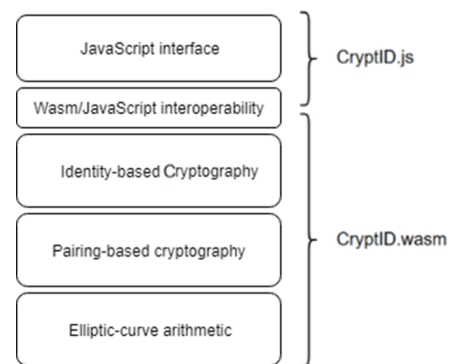 JavaScript interface
CryptID.js
Wasm/JavaScript interoperability
Identity-based Cryptography
Pairing-based cryptography
CryptID.wasm
Elliptic-curve arithmetic